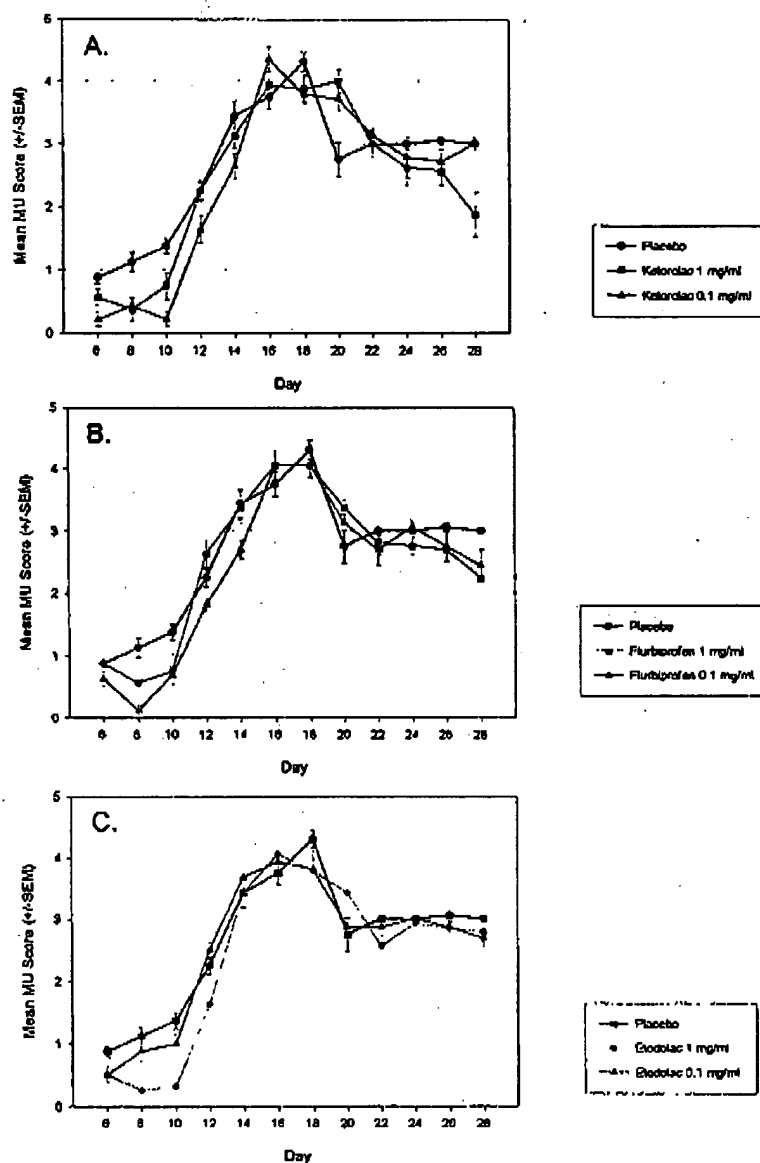 A.
Mean MU Score (+/-SEM)
5
4
3
2
1
0
6 8 10 12 14 16 18 20 22 24 26 28
Day
Placebo
Ketorolac 1 mg/ml
Ketorolac 0.1 mg/ml
B.
Mean MU Score (+/-SEM)
5
4
3
2
1
0
6 8 10 12 14 16 18 20 22 24 26 28
Day
Placebo
Flurbiprofen 1 mg/ml
Flurbiprofen 0.1 mg/ml
C.
Mean MU Score (+/-SEM)
5
4
3
2
1
0
6 8 10 12 14 16 18 20 22 24 26 28
Day
Placebo
Etodolac 1 mg/ml
Etodolac 0.1 mg/ml